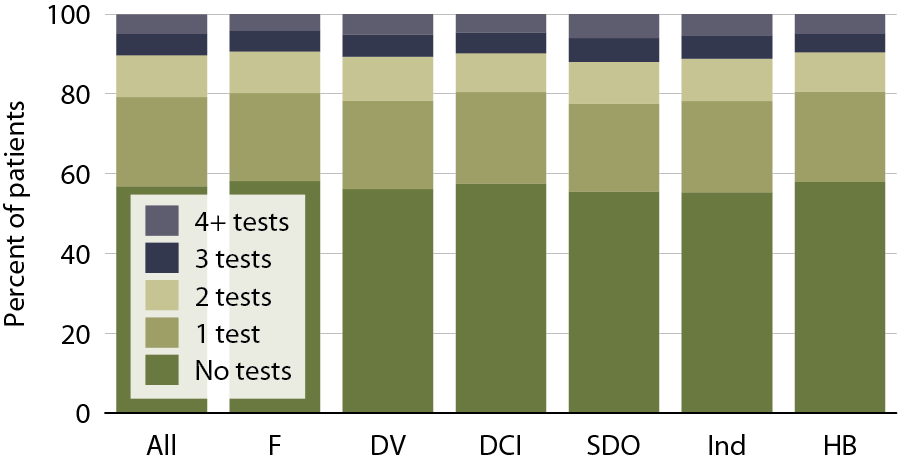 100
80
60
40
20
0
Percent of patients
4+ tests
3 tests
2 tests
1 test
No tests
All F DV DCI SDO Ind HB